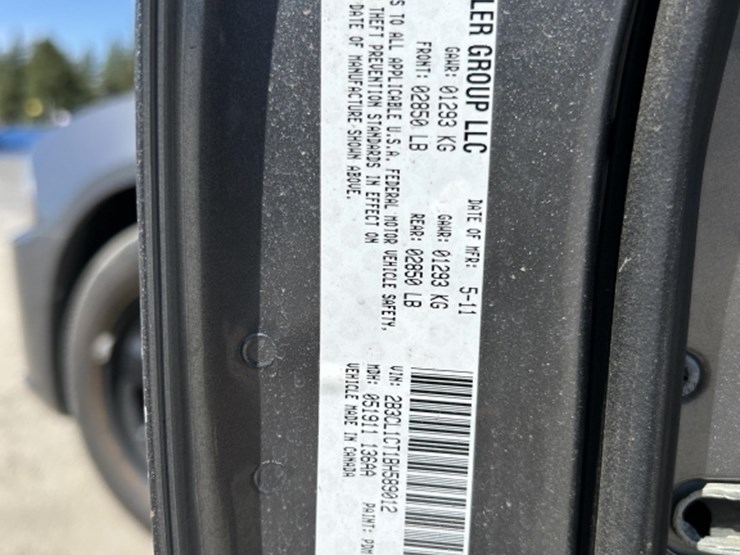 LER GROUP LLC
DATE OF MFR: 5-11
GAWR: 01293 KG GAWR: 01293 KG
FRONT: 02850 LB REAR: 02850 LB
S TO ALL APPLICABLE U.S.A. FEDERAL MOTOR VEHICLE SAFETY,
THEFT PREVENTION STANDARDS IN EFFECT ON
DATE OF MANUFACTURE SHOWN ABOVE.
VIN: 2B3CL1CT1BH589012
MDH: 051911 136AA PAINT: PDM
VEHICLE MADE IN CANADA